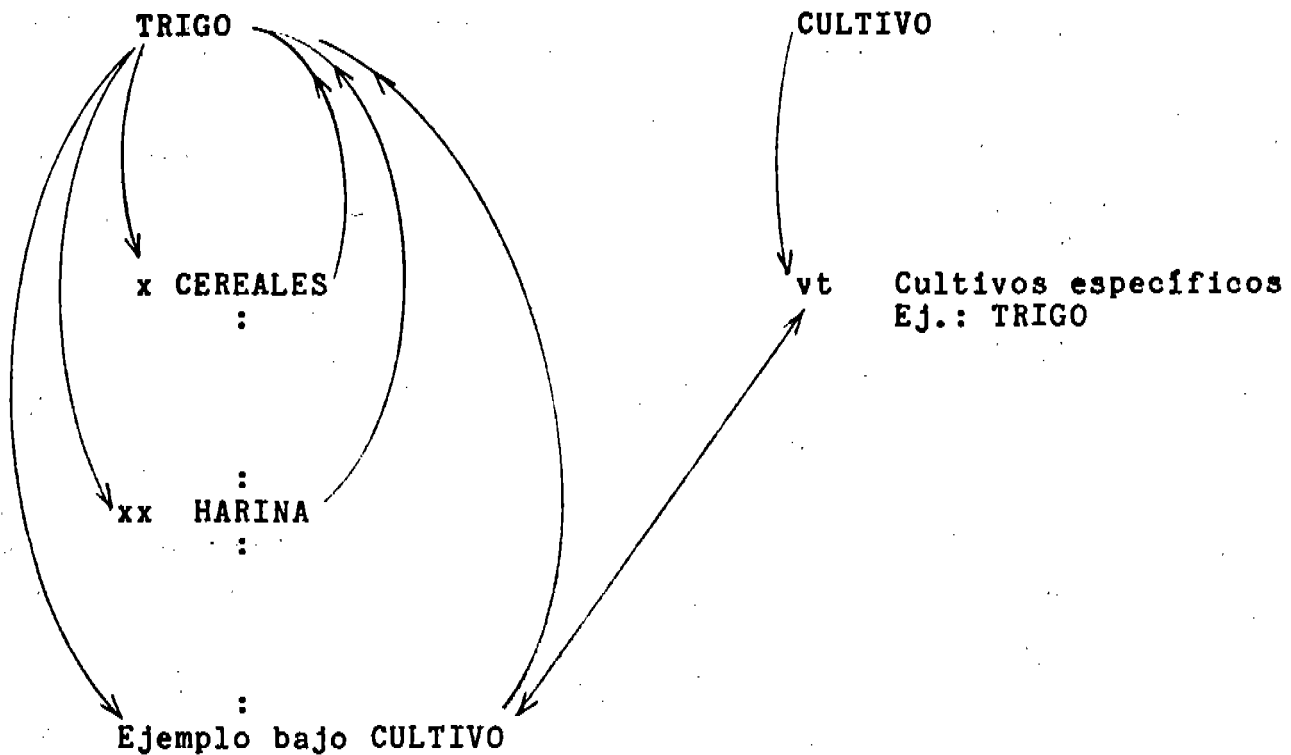 TRIGO
CULTIVO
x CEREALES
:
vt Cultivos específicos
Ej.: TRIGO
:
xx HARINA
:
:
Ejemplo bajo CULTIVO